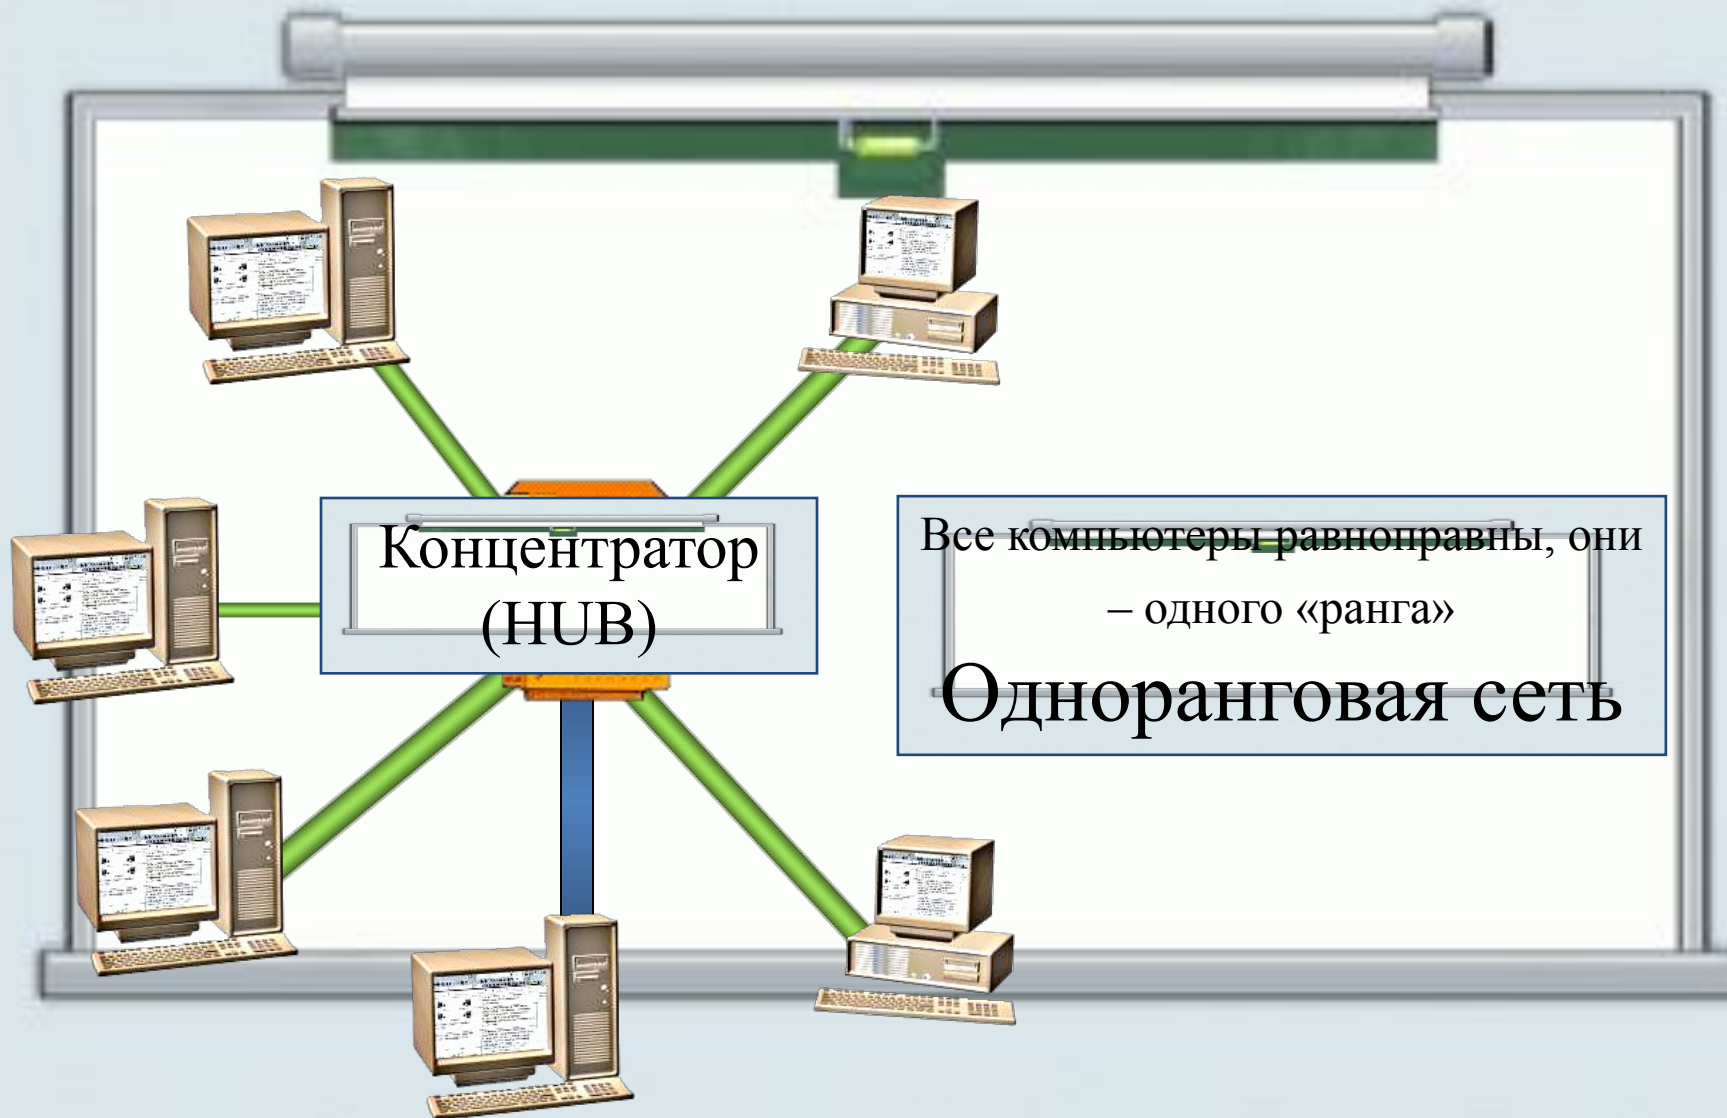 Концентратор
(HUB)
Все компьютеры равноправны, они
– одного «ранга»
Одноранговая сеть